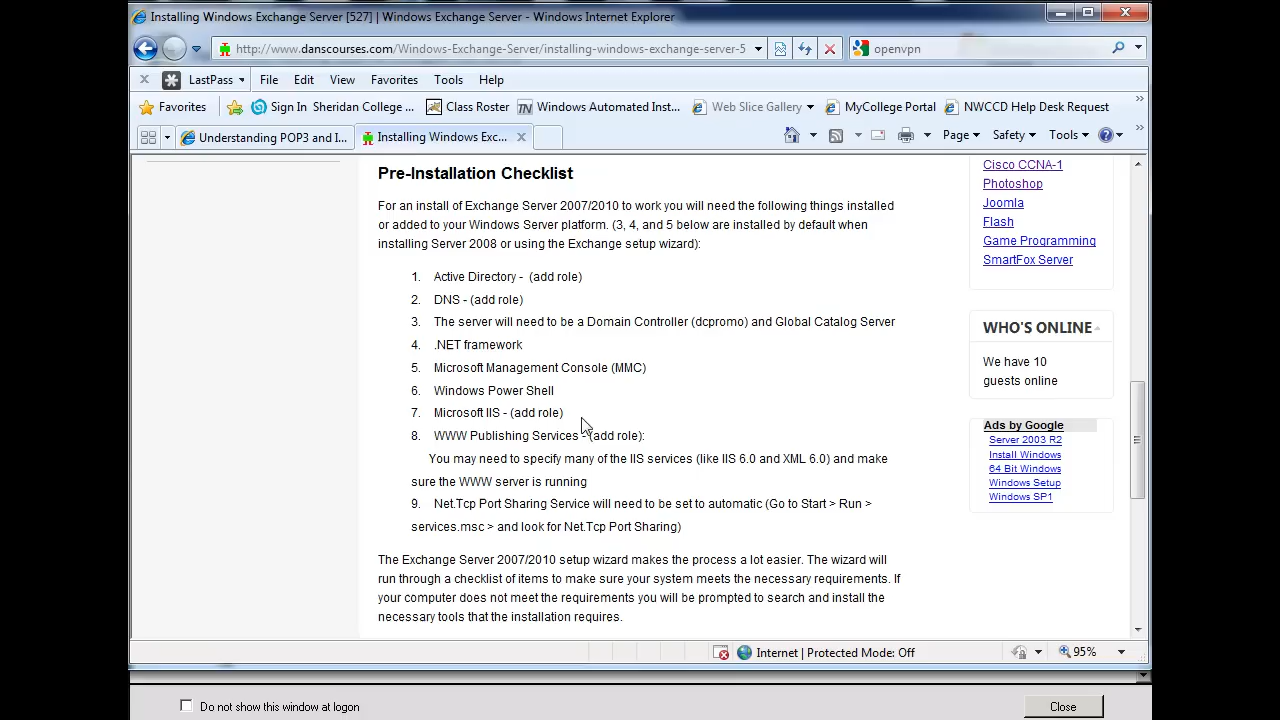 Installing Windows Exchange Server [527] | Windows Exchange Server - Windows Internet Explorer
http://www.danscourses.com/Windows-Exchange-Server/installing-windows-exchange-server-5
openvpn
LastPass File Edit View Favorites Tools Help
Favorites Sign In Sheridan College ... Class Roster TN Windows Automated Inst... Web Slice Gallery MyCollege Portal NWCCD Help Desk Request
Understanding POP3 and I... Installing Windows Exc... Page Safety Tools
Pre-Installation Checklist
For an install of Exchange Server 2007/2010 to work you will need the following things installed
or added to your Windows Server platform. (3, 4, and 5 below are installed by default when
installing Server 2008 or using the Exchange setup wizard):
1. Active Directory - (add role)
2. DNS - (add role)
3. The server will need to be a Domain Controller (dcpromo) and Global Catalog Server
4. .NET framework
5. Microsoft Management Console (MMC)
6. Windows Power Shell
7. Microsoft IIS - (add role)
8. WWW Publishing Services - (add role):
You may need to specify many of the IIS services (like IIS 6.0 and XML 6.0) and make
sure the WWW server is running
9. Net.Tcp Port Sharing Service will need to be set to automatic (Go to Start > Run >
services.msc > and look for Net.Tcp Port Sharing)
The Exchange Server 2007/2010 setup wizard makes the process a lot easier. The wizard will
run through a checklist of items to make sure your system meets the necessary requirements. If
your computer does not meet the requirements you will be prompted to search and install the
necessary tools that the installation requires.
Cisco CCNA-1
Photoshop
Joomla
Flash
Game Programming
SmartFox Server
WHO'S ONLINE
We have 10
guests online
Ads by Google
Server 2003 R2
Install Windows
64 Bit Windows
Windows Setup
Windows SP1
Internet | Protected Mode: Off 95%
Do not show this window at logon
Close